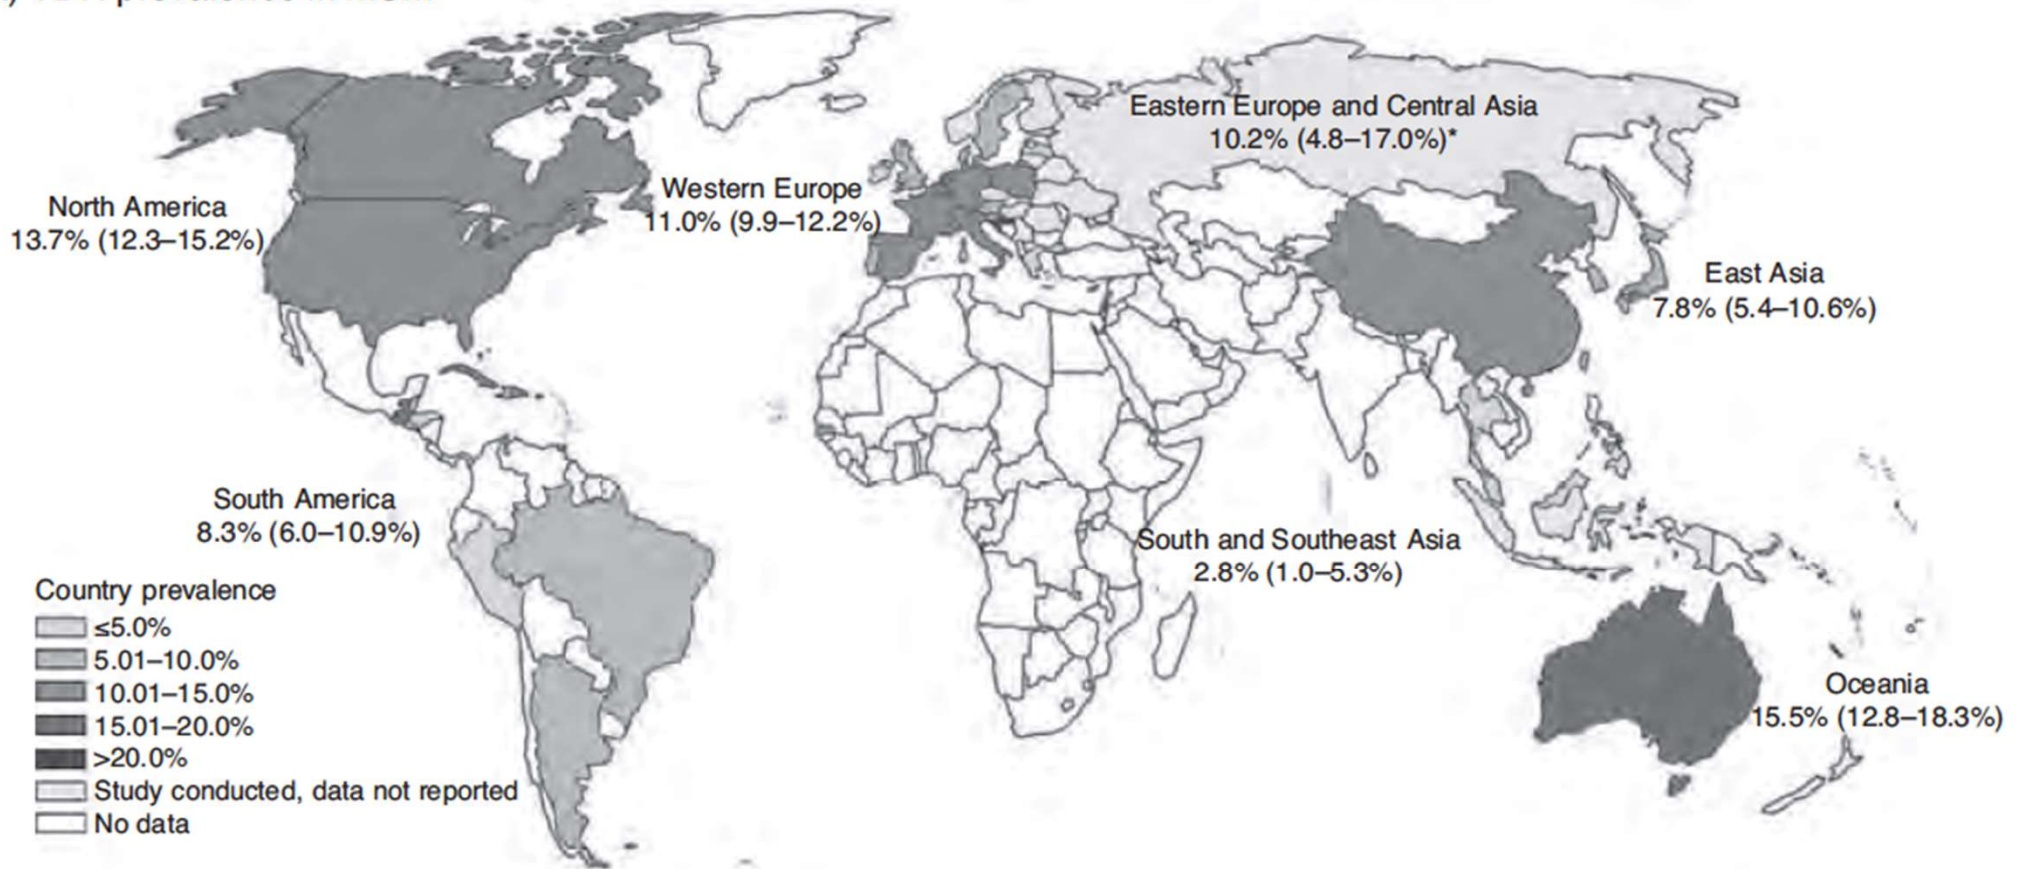 North America
13.7% (12.3–15.2%)
Western Europe
11.0% (9.9–12.2%)
Eastern Europe and Central Asia
10.2% (4.8–17.0%)*
East Asia
7.8% (5.4–10.6%)
South America
8.3% (6.0–10.9%)
South and Southeast Asia
2.8% (1.0–5.3%)
Oceania
15.5% (12.8–18.3%)
Country prevalence
≤5.0%
5.01–10.0%
10.01–15.0%
15.01–20.0%
>20.0%
Study conducted, data not reported
No data